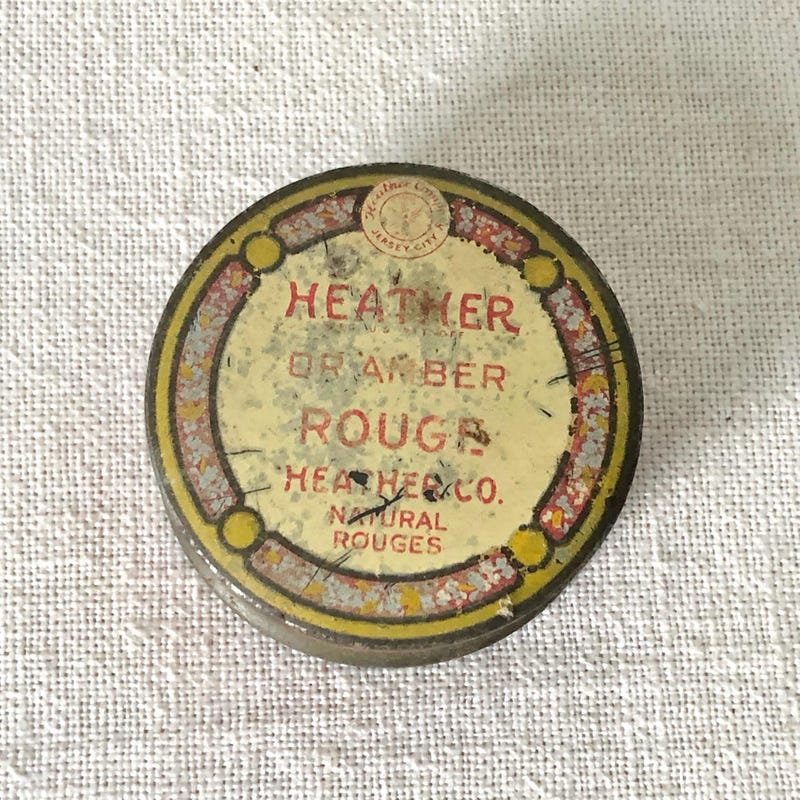 Heather Co
JERSEY CITY
HEATHER
OR AMBER
ROUGE
HEATHER CO.
NATURAL
ROUGES